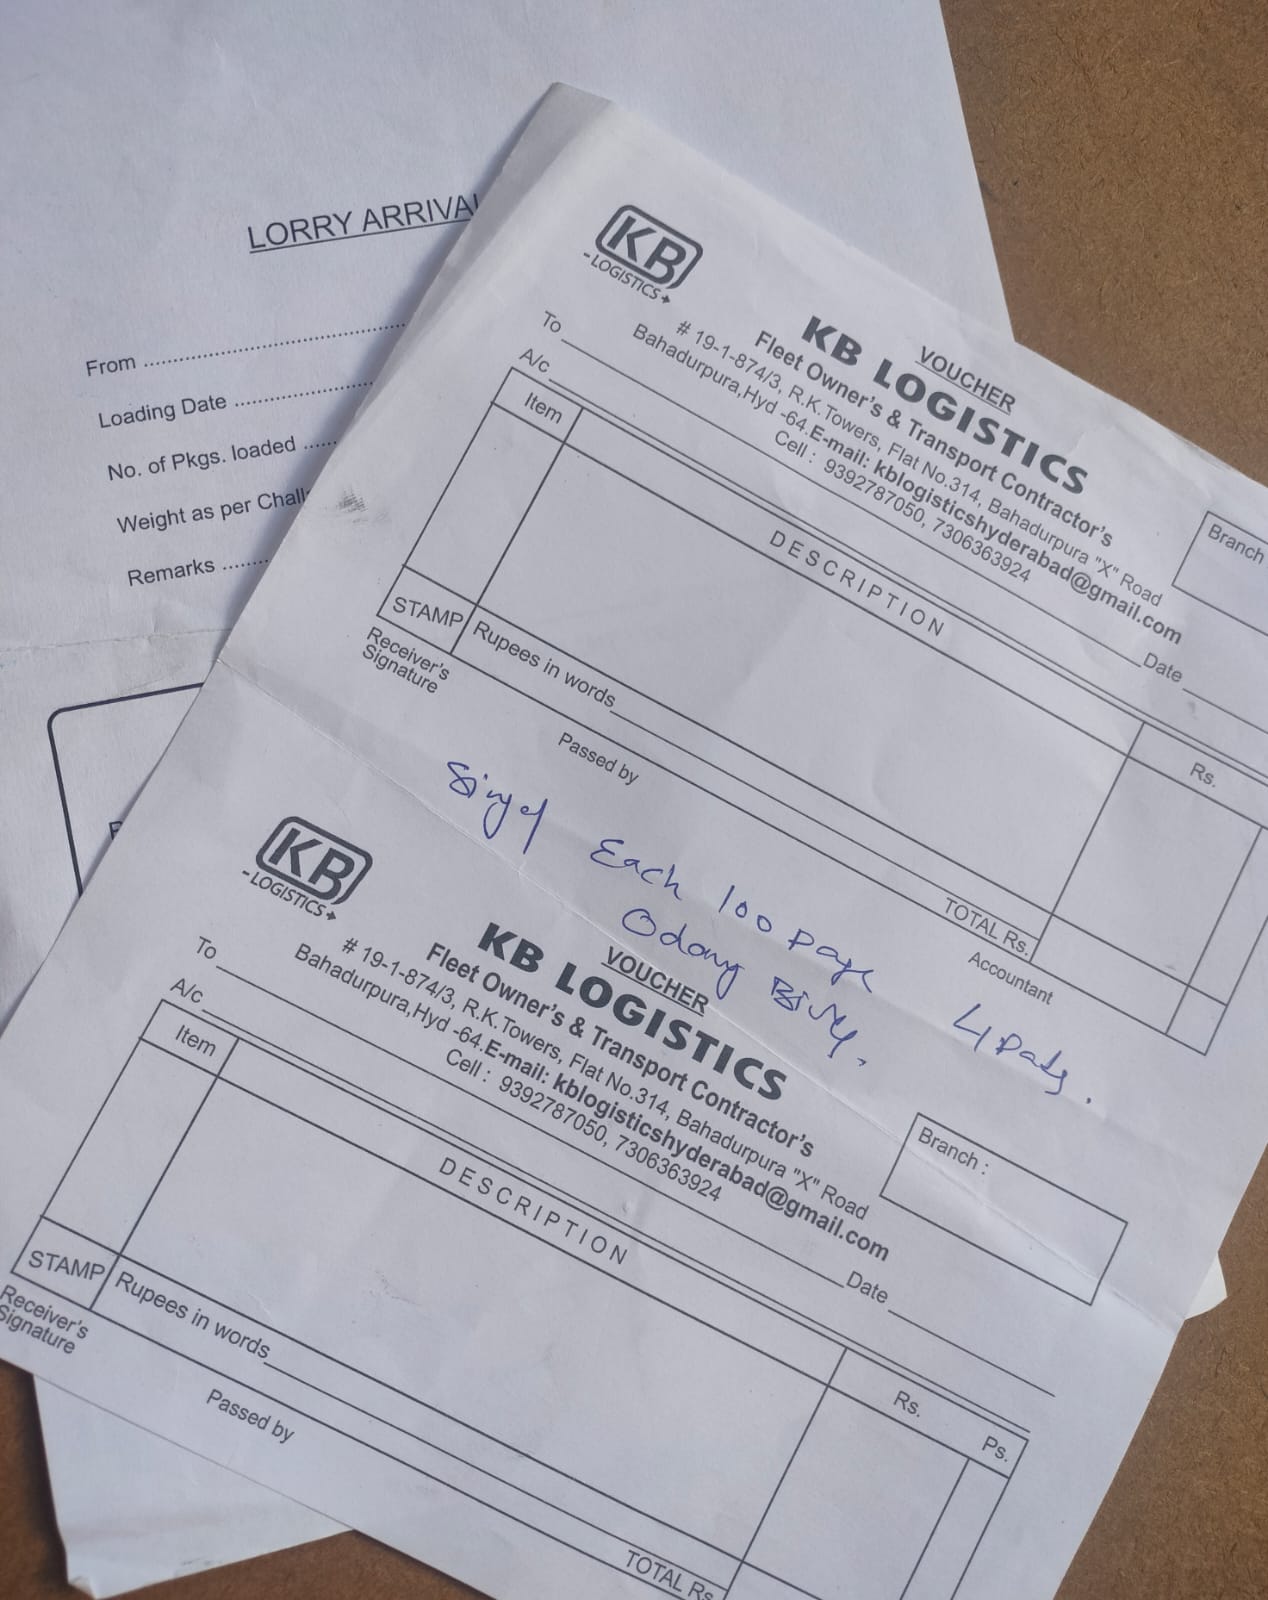 LORRY ARRIVAL
From
Loading Date
No. of Pkgs. loaded
Weight as per Chall
Remarks
KB
LOGISTICS
VOUCHER
KB LOGISTICS
Fleet Owner's & Transport Contractor's
# 19-1-874/3, R.K.Towers, Flat No.314, Bahadurpura "X" Road
Bahadurpura,Hyd -64.E-mail: kblogisticshyderabad@gmail.com
Cell : 9392787050, 7306363924
Branch
To
Date
A/c
Item
DESCRIPTION
Rs.
STAMP
Rupees in words
TOTAL Rs.
Receiver's
Signature
Passed by
Accountant
Each 100 Page
4 Pads.
KB
LOGISTICS
VOUCHER
KB LOGISTICS
Fleet Owner's & Transport Contractor's
# 19-1-874/3, R.K.Towers, Flat No.314, Bahadurpura "X" Road
Bahadurpura,Hyd -64.E-mail: kblogisticshyderabad@gmail.com
Cell : 9392787050, 7306363924
Branch :
To
Date
A/c
Item
DESCRIPTION
Rs.
Ps.
STAMP
Rupees in words
TOTAL Rs
Receiver's
Signature
Passed by